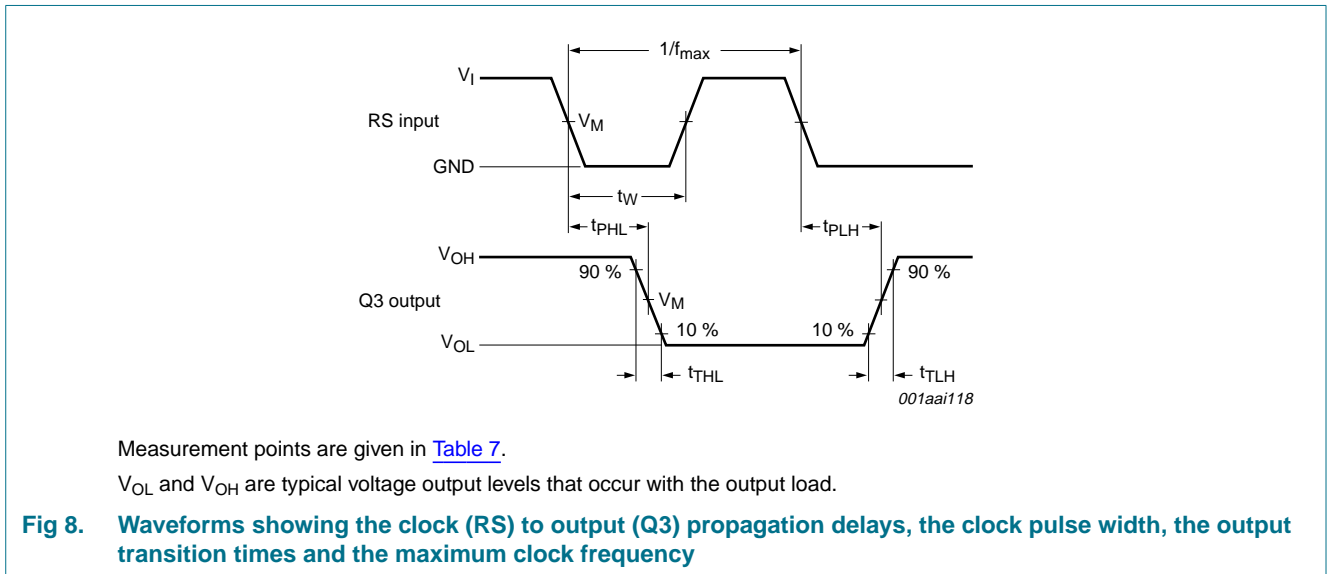 1/fmax
VI
RS input
VM
GND
tW
tPHL
tPLH
VOH
90 %
90 %
Q3 output
VM
10 %
10 %
VOL
tTHL
tTLH
001aai118
Measurement points are given in Table 7.
VOL and VOH are typical voltage output levels that occur with the output load.
Fig 8. Waveforms showing the clock (RS) to output (Q3) propagation delays, the clock pulse width, the output
transition times and the maximum clock frequency